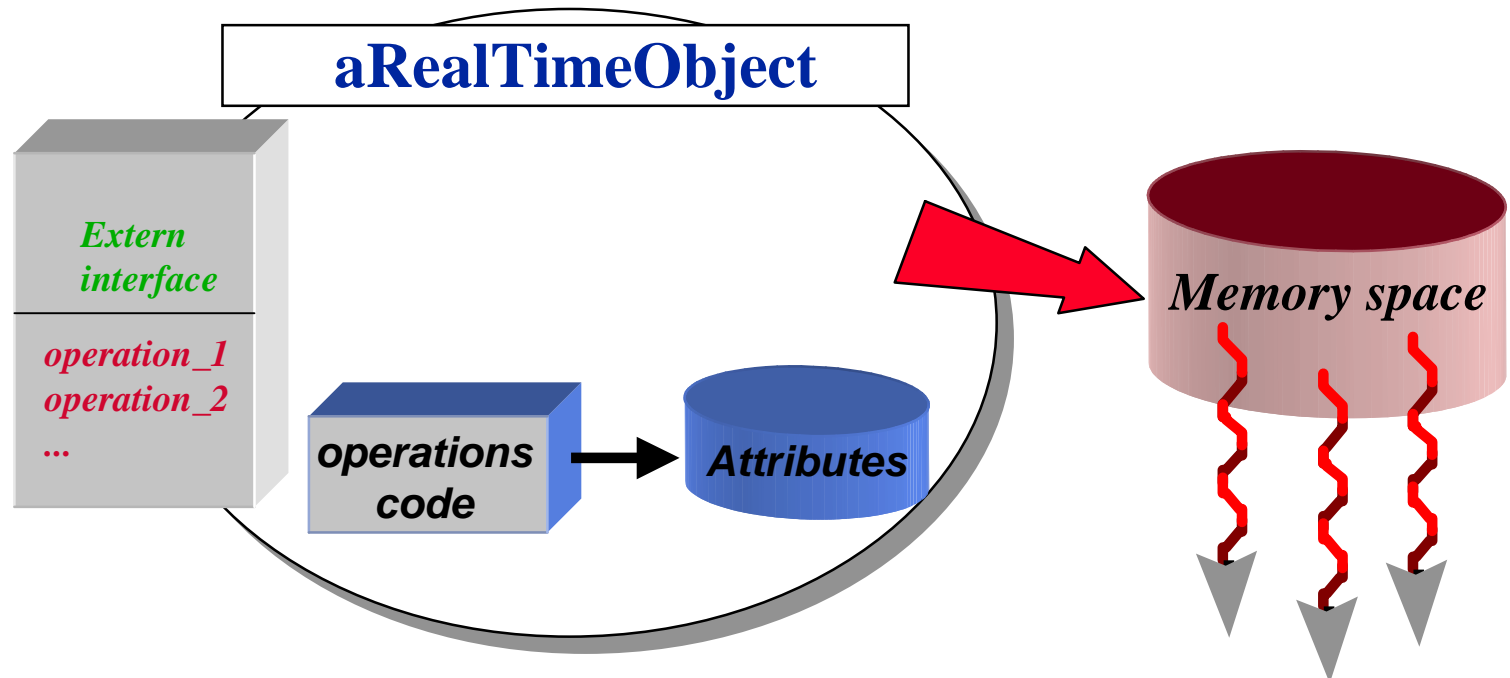 aRealTimeObject
Extern
interface
operation_1
operation_2
...
operations
code
Attributes
Memory space